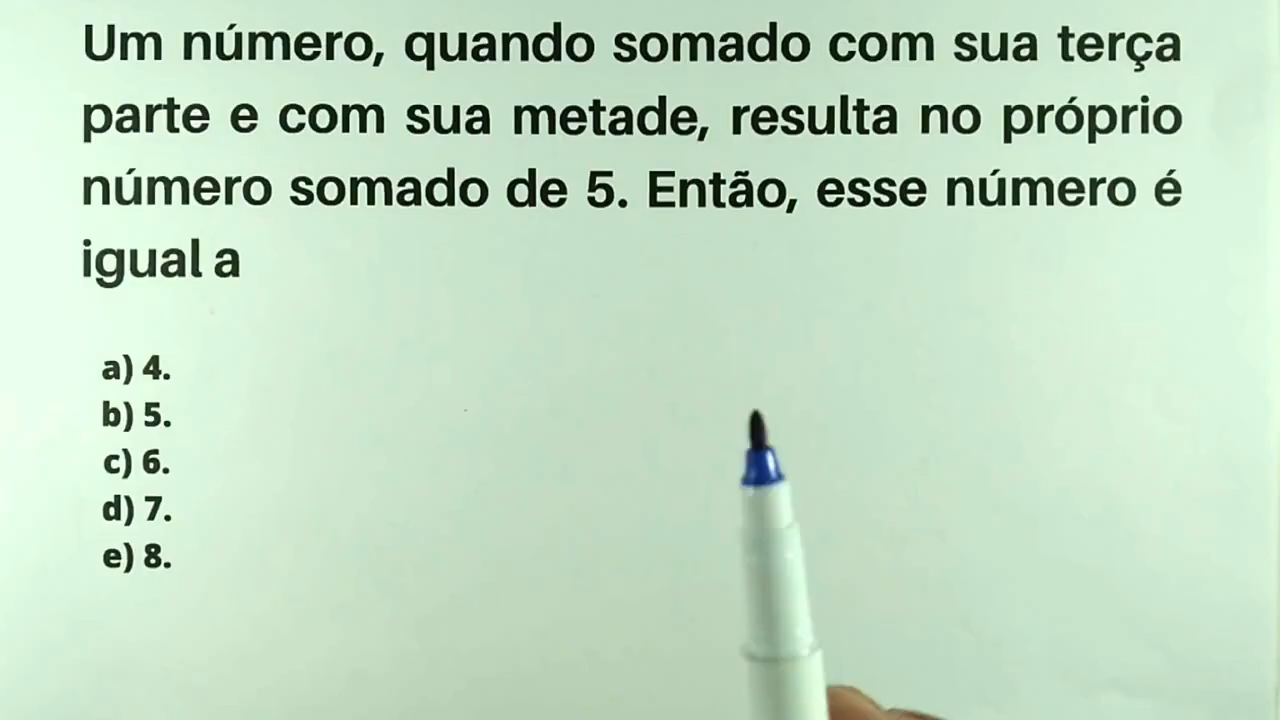 Um número, quando somado com sua terça
parte e com sua metade, resulta no próprio
número somado de 5. Então, esse número é
igual a
a) 4.
b) 5.
c) 6.
d) 7.
e) 8.